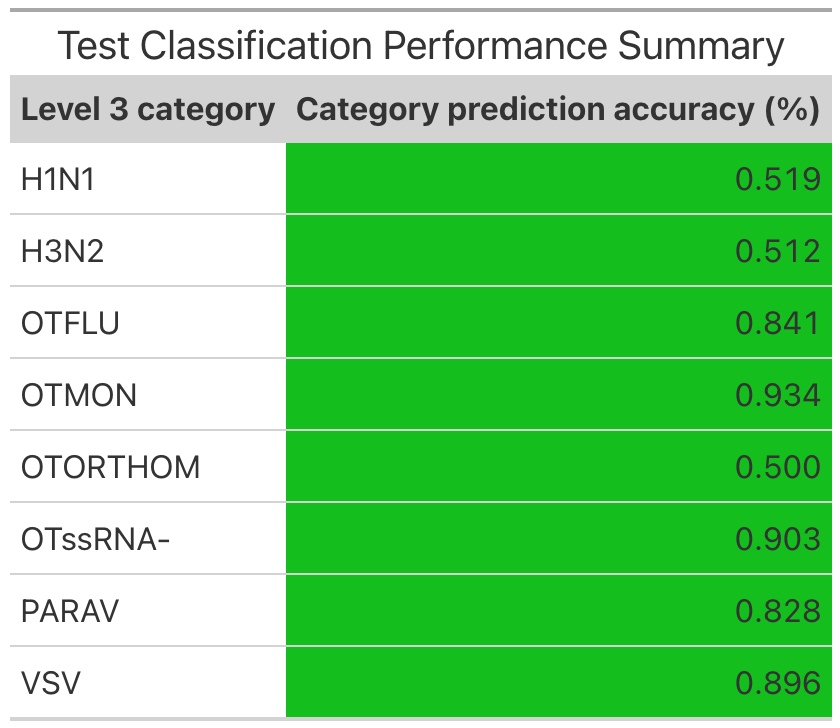 Test Classification Performance Summary
Level 3 category Category prediction accuracy (%)
H1N1 0.519
H3N2 0.512
OTFLU 0.841
OTMON 0.934
OTORTHOM 0.500
OTssRNA- 0.903
PARAV 0.828
VSV 0.896